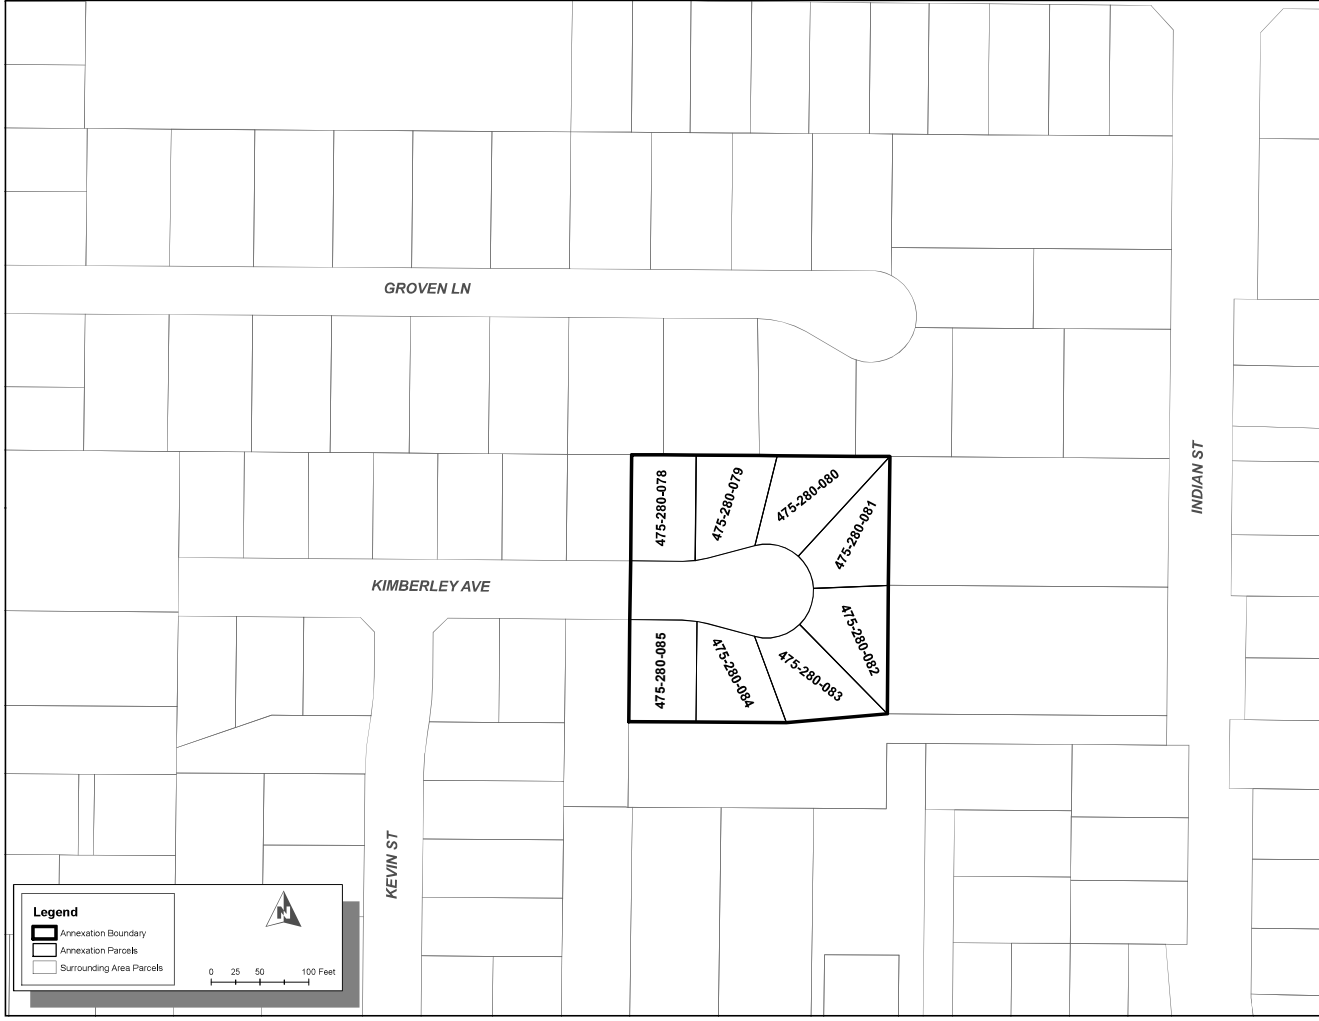 GROVEN LN
INDIAN ST
475-280-078
475-280-079
475-280-080
475-280-081
KIMBERLEY AVE
475-280-082
475-280-083
475-280-084
475-280-085
KEVIN ST
Legend
Annexation Boundary
Annexation Parcels
Surrounding Area Parcels
N
0 25 50 100 Feet